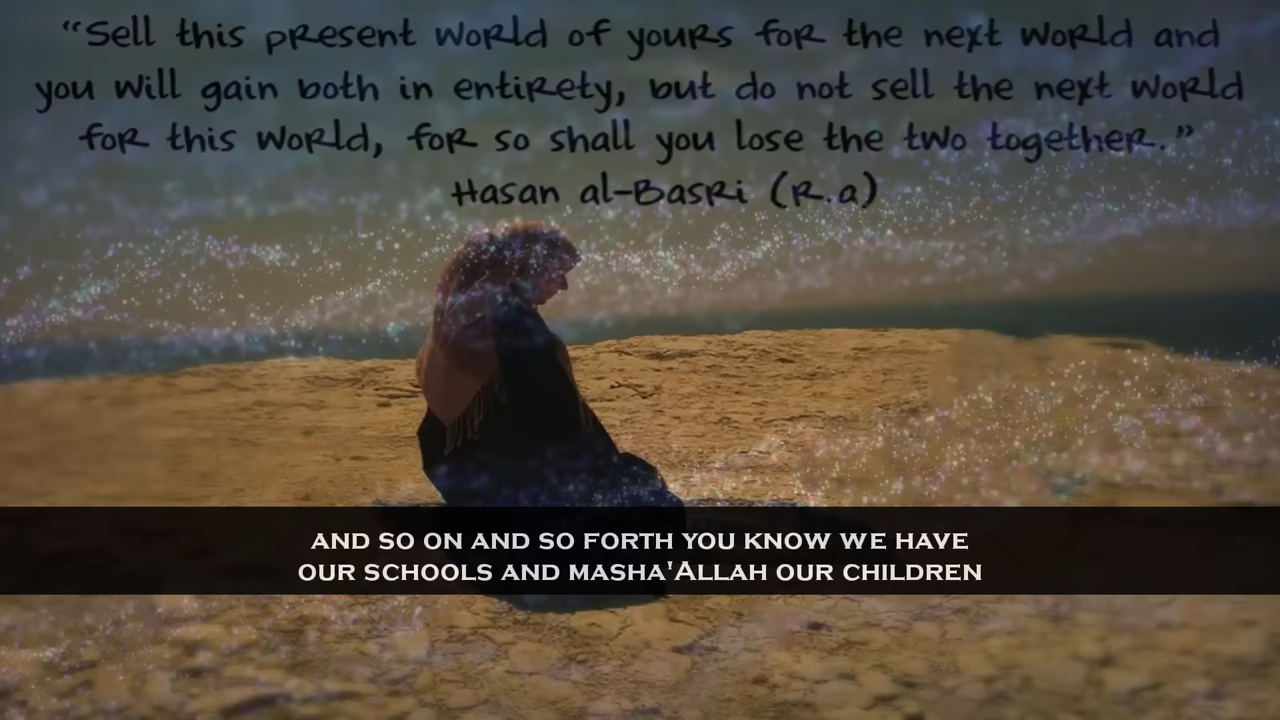 “Sell this present world of yours for the next world and
you will gain both in entirety, but do not sell the next world
for this world, for so shall you lose the two together.”
Hasan al-Basri (R.a)
AND SO ON AND SO FORTH YOU KNOW WE HAVE
OUR SCHOOLS AND MASHA'ALLAH OUR CHILDREN